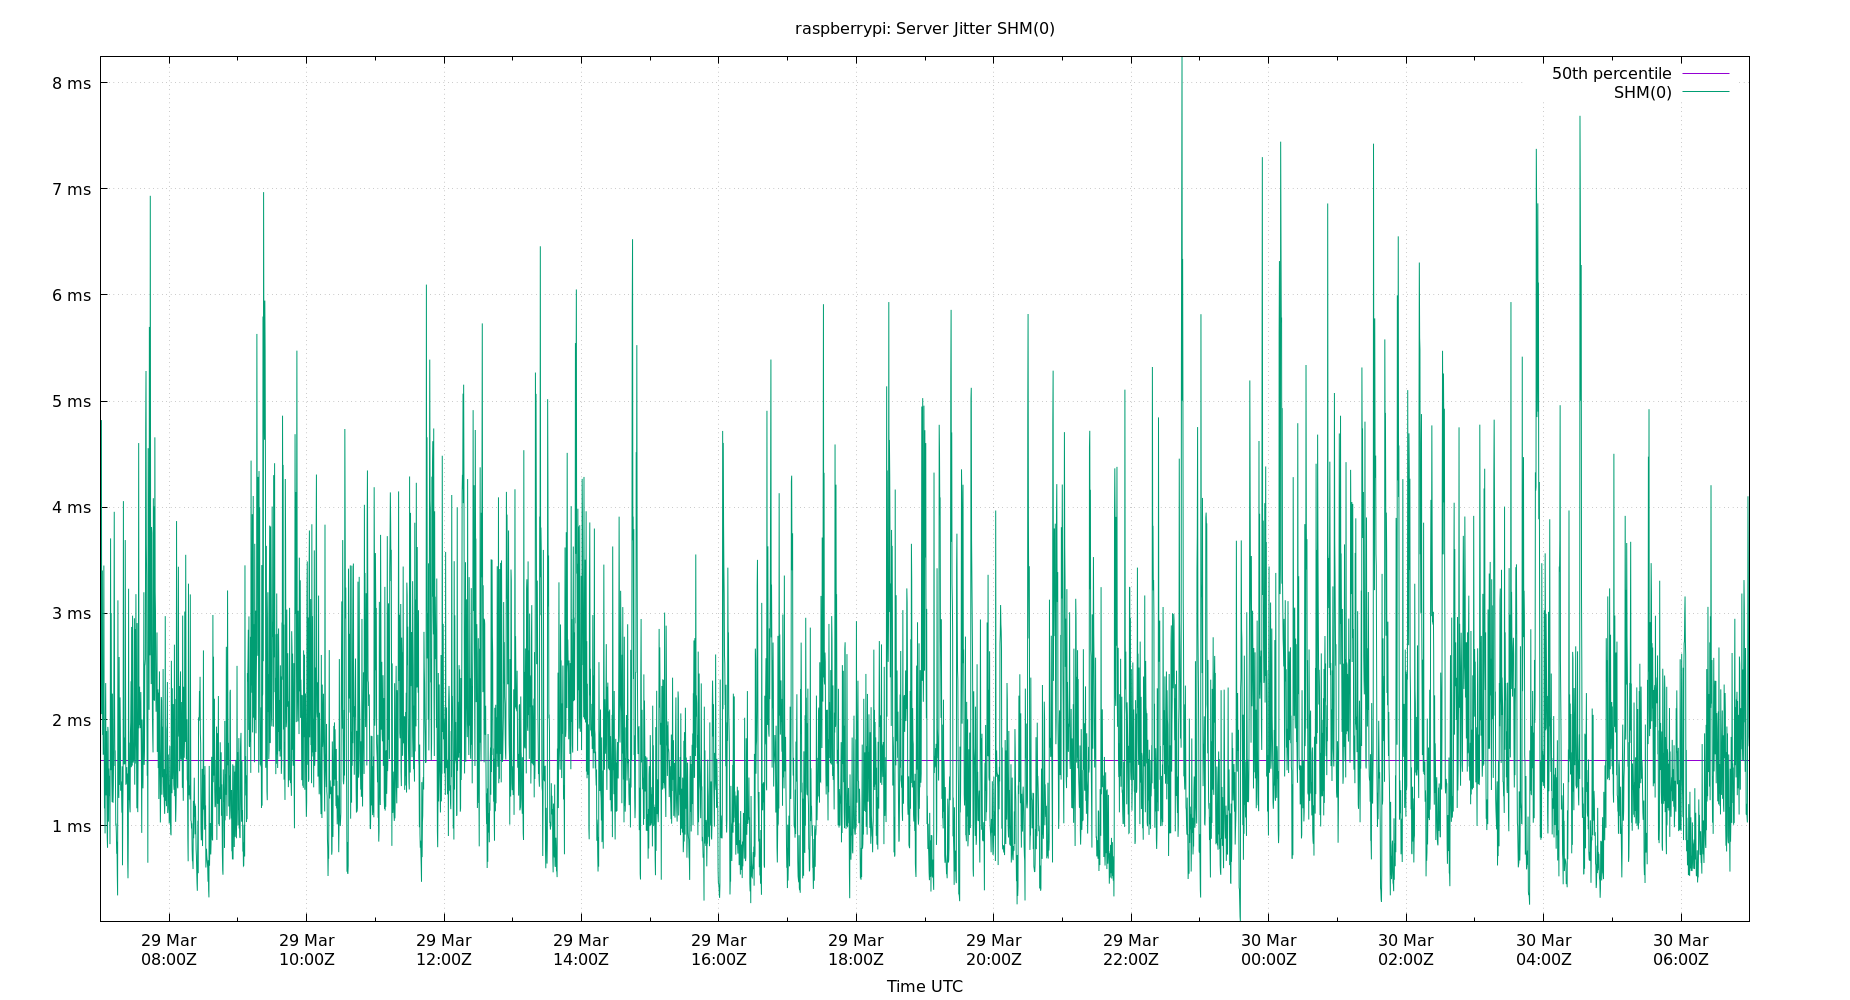 raspberrypi: Server Jitter SHM(0)
50th percentile
SHM(0)
8 ms
7 ms
6 ms
5 ms
4 ms
3 ms
2 ms
1 ms
29 Mar 29 Mar 29 Mar 29 Mar 29 Mar 29 Mar 29 Mar 29 Mar 30 Mar 30 Mar 30 Mar 30 Mar
08:00Z 10:00Z 12:00Z 14:00Z 16:00Z 18:00Z 20:00Z 22:00Z 00:00Z 02:00Z 04:00Z 06:00Z
Time UTC